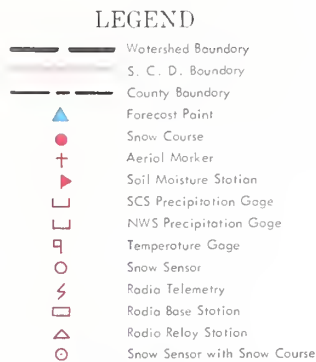 LEGEND
Watershed Boundary
S. C. D. Boundary
County Boundary
Forecast Point
Snow Course
Aerial Marker
Soil Moisture Station
SCS Precipitation Gage
NWS Precipitation Gage
Temperature Gage
Snow Sensor
Radio Telemetry
Radio Base Station
Radio Relay Station
Snow Sensor with Snow Course